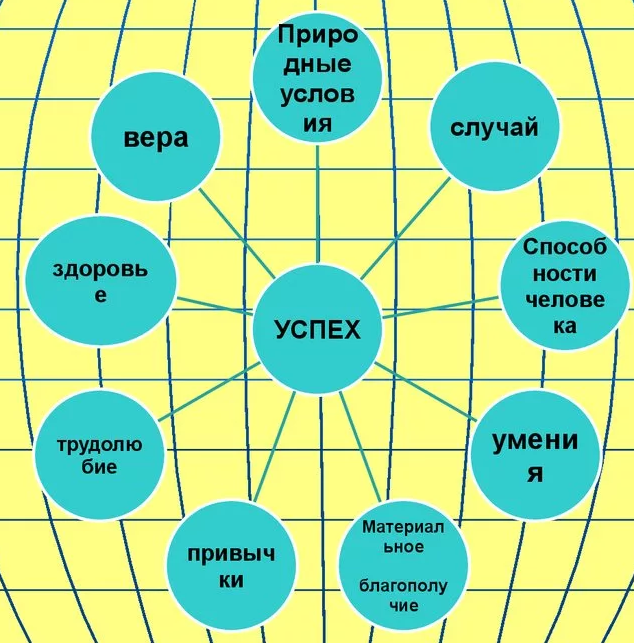 Приро
дные
услов
ия
случай
Способ
ности
челове
ка
умени
я
Материал
ьное
благополу
чие
привыч
ки
трудолю
бие
здоровь
е
вера
УСПЕХ